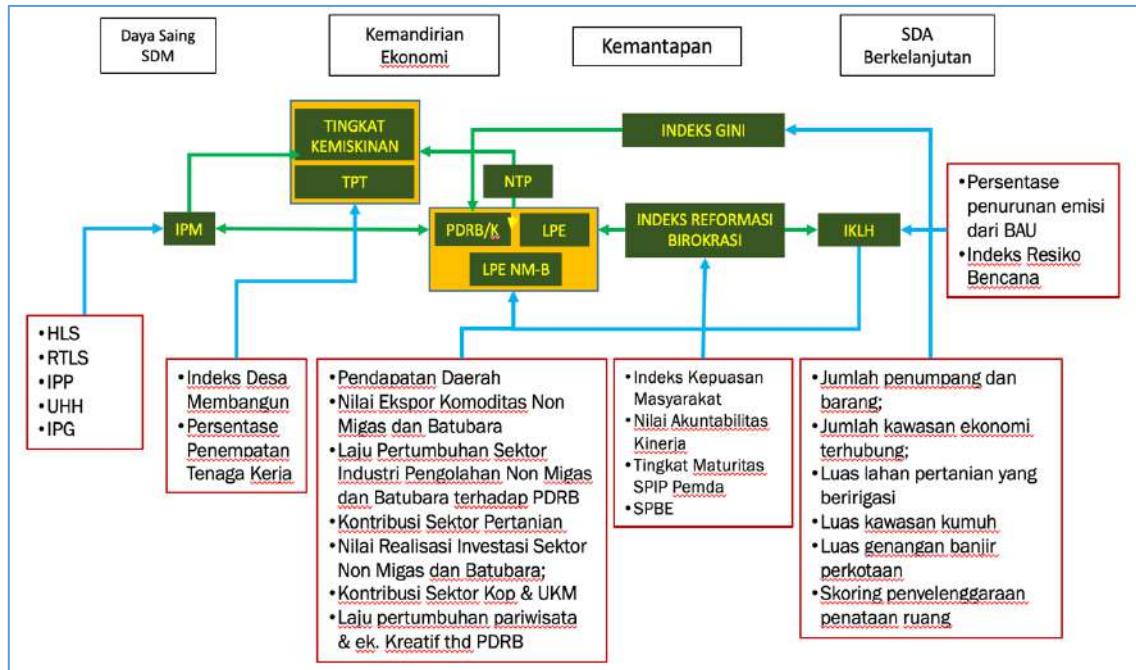 Daya Saing
SDM
Kemandirian
Ekonomi
Kemantapan
SDA
Berkelanjutan
TINGKAT
KEMISKINAN
TPT
INDEKS GINI
NTP
IPM
PDRB/K
LPE
LPE NM-B
INDEKS REFORMASI
BIROKRASI
IKLH
•Persentase
penurunan emisi
dari BAU
•Indeks Resiko
Bencana
•HLS
•RTLS
•IPP
•UHH
•IPG
•Indeks Desa
Membangun
•Persentase
Penempatan
Tenaga Kerja
•Pendapatan Daerah
•Nilai Ekspor Komoditas Non
Migas dan Batubara
•Laju Pertumbuhan Sektor
Industri Pengolahan Non Migas
dan Batubara terhadap PDRB
•Kontribusi Sektor Pertanian
•Nilai Realisasi Investasi Sektor
Non Migas dan Batubara;
•Kontribusi Sektor Kop & UKM
•Laju pertumbuhan pariwisata
& ek. Kreatif thd PDRB
•Indeks Kepuasan
Masyarakat
•Nilai Akuntabilitas
Kinerja
•Tingkat Maturitas
SPIP Pemda
•SPBE
•Jumlah penumpang dan
barang;
•Jumlah kawasan ekonomi
terhubung;
•Luas lahan pertanian yang
beririgasi
•Luas kawasan kumuh
•Luas genangan banjir
perkotaan
•Skoring penyelenggaraan
penataan ruang